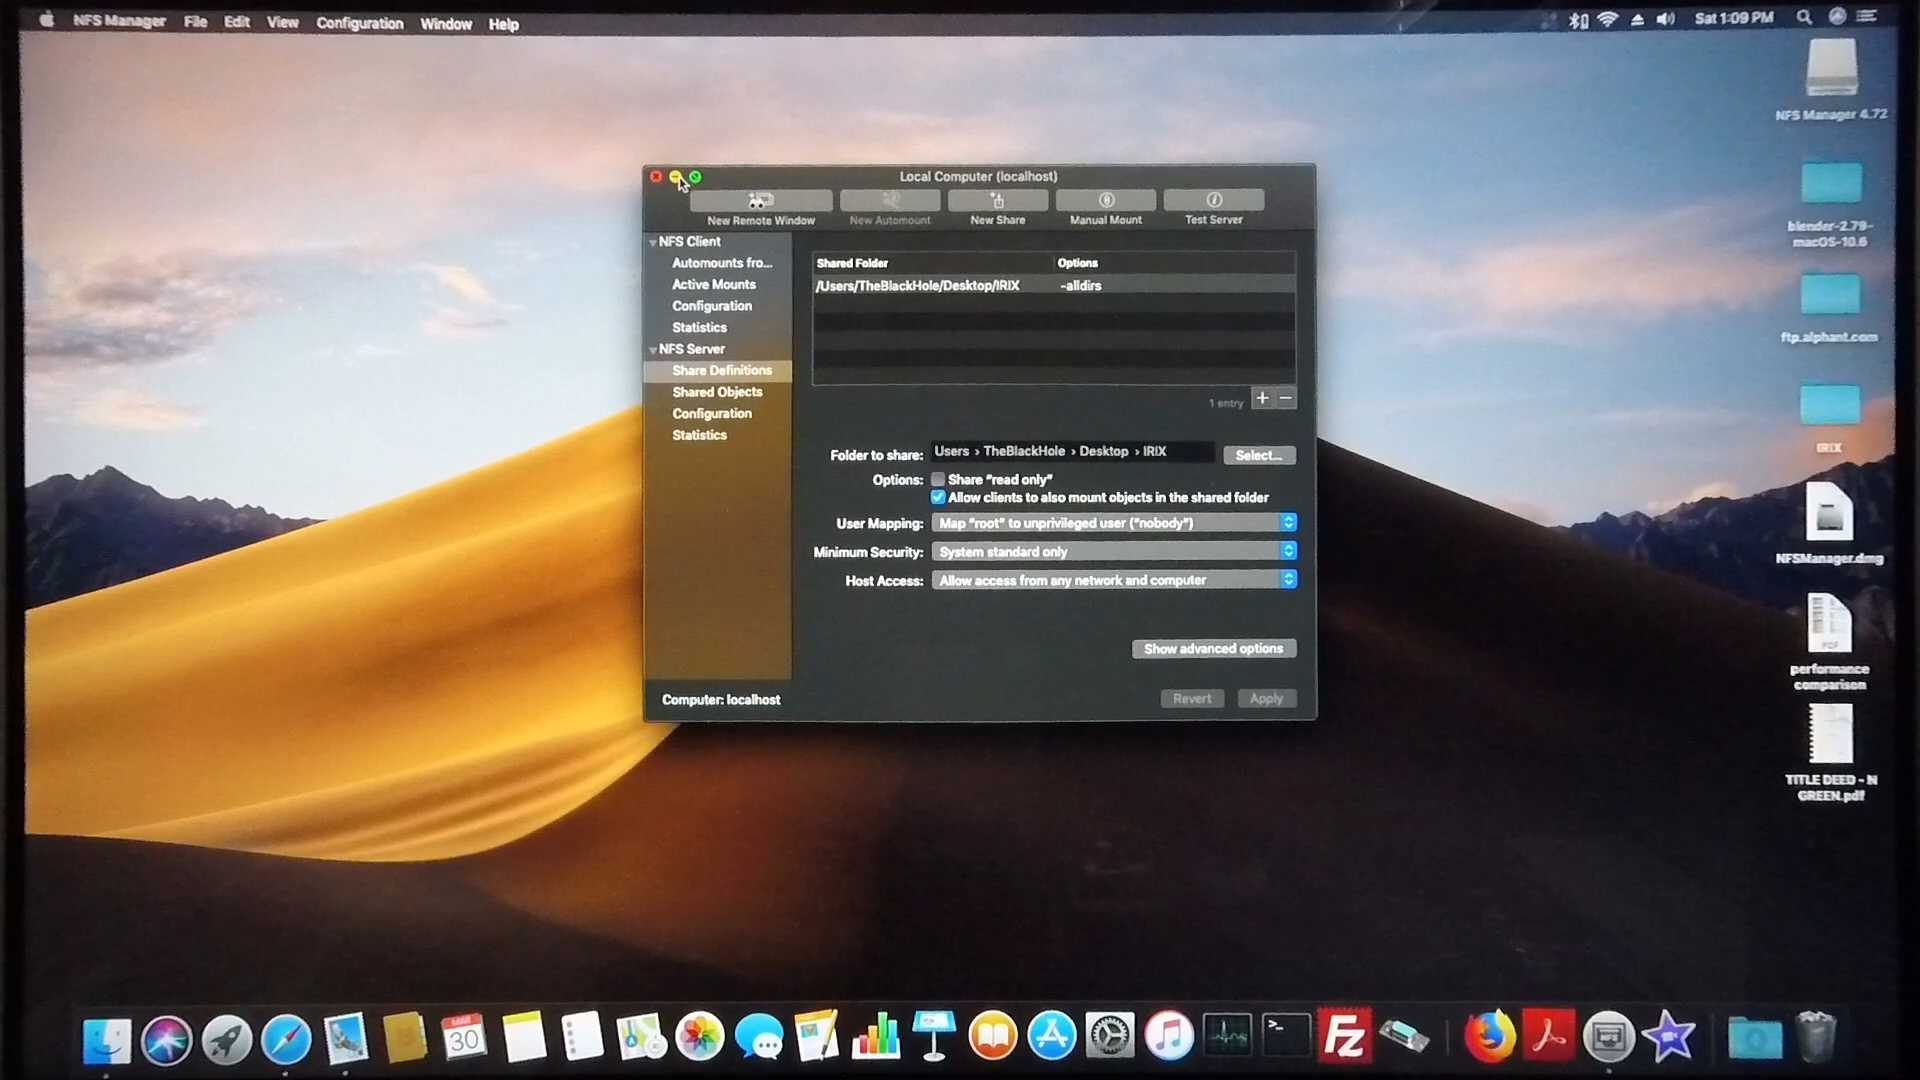 NFS Manager File Edit View Configuration Window Help
Sat 1:09 PM
Local Computer (localhost)
New Remote Window New Automount New Share Manual Mount Test Server
NFS Client
Automounts fro...
Active Mounts
Configuration
Statistics
NFS Server
Share Definitions
Shared Objects
Configuration
Statistics
Shared Folder Options
/Users/TheBlackHole/Desktop/IRIX -alldirs
1 entry + −
Folder to share: Users › TheBlackHole › Desktop › IRIX Select...
Options: Share “read only”
Allow clients to also mount objects in the shared folder
User Mapping: Map “root” to unprivileged user (“nobody”)
Minimum Security: System standard only
Host Access: Allow access from any network and computer
Show advanced options
Computer: localhost
Revert Apply
NFS Manager 4.72
blender-2.79-
macOS-10.6
ftp.alphant.com
IRIX
NFSManager.dmg
PDF
performance
comparison
TITLE DEED - N
GREEN.pdf
MAR
30
>_
FZ